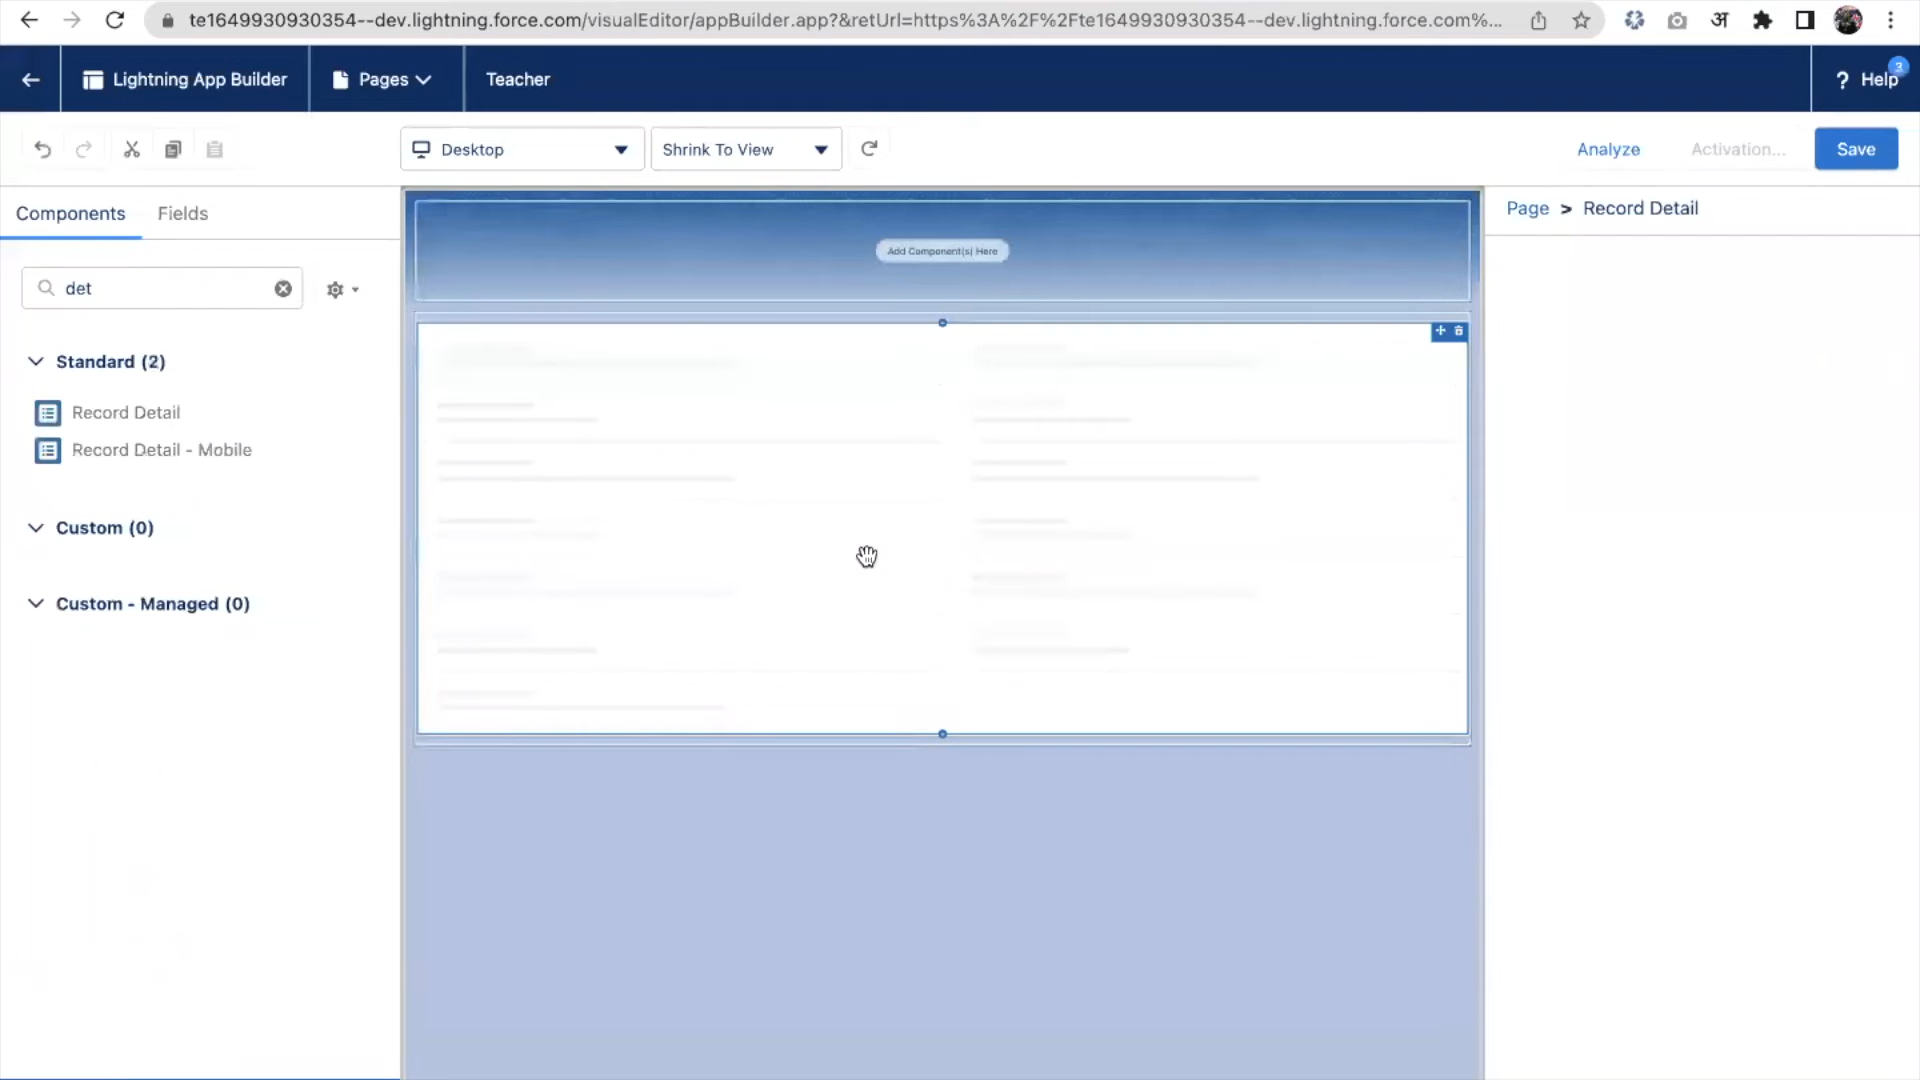 te1649930930354--dev.lightning.force.com/visualEditor/appBuilder.app?&retUrl=https%3A%2F%2Fte1649930930354--dev.lightning.force.com%...
अ
Lightning App Builder
Pages
Teacher
3
? Help
Desktop
Shrink To View
Analyze
Activation...
Save
Components
Fields
Page > Record Detail
Add Component(s) Here
det
Standard (2)
Record Detail
Record Detail - Mobile
Custom (0)
Custom - Managed (0)